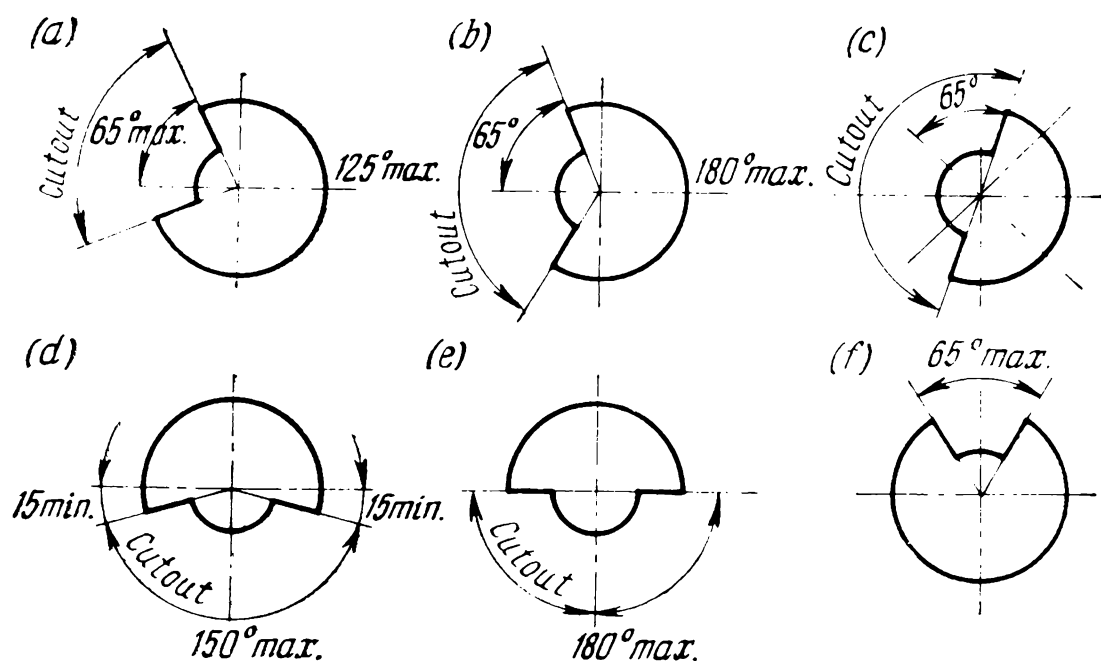 (a)
Cutout
65°max.
125°max.
(b)
65°
Cutout
180°max.
(c)
Cutout
65°
(d)
15min.
15min.
Cutout
150°max.
(e)
Cutout
180°max.
(f)
65°max.